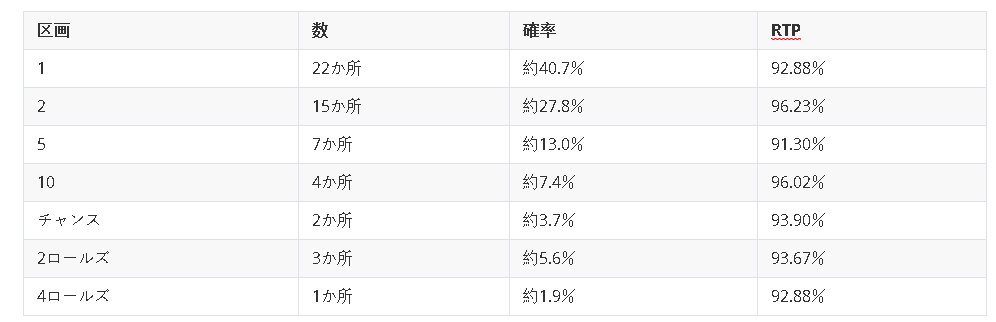 区画 数 確率 RTP
1 22か所 約40.7% 92.88%
2 15か所 約27.8% 96.23%
5 7か所 約13.0% 91.30%
10 4か所 約7.4% 96.02%
チャンス 2か所 約3.7% 93.90%
2ロールズ 3か所 約5.6% 93.67%
4ロールズ 1か所 約1.9% 92.88%